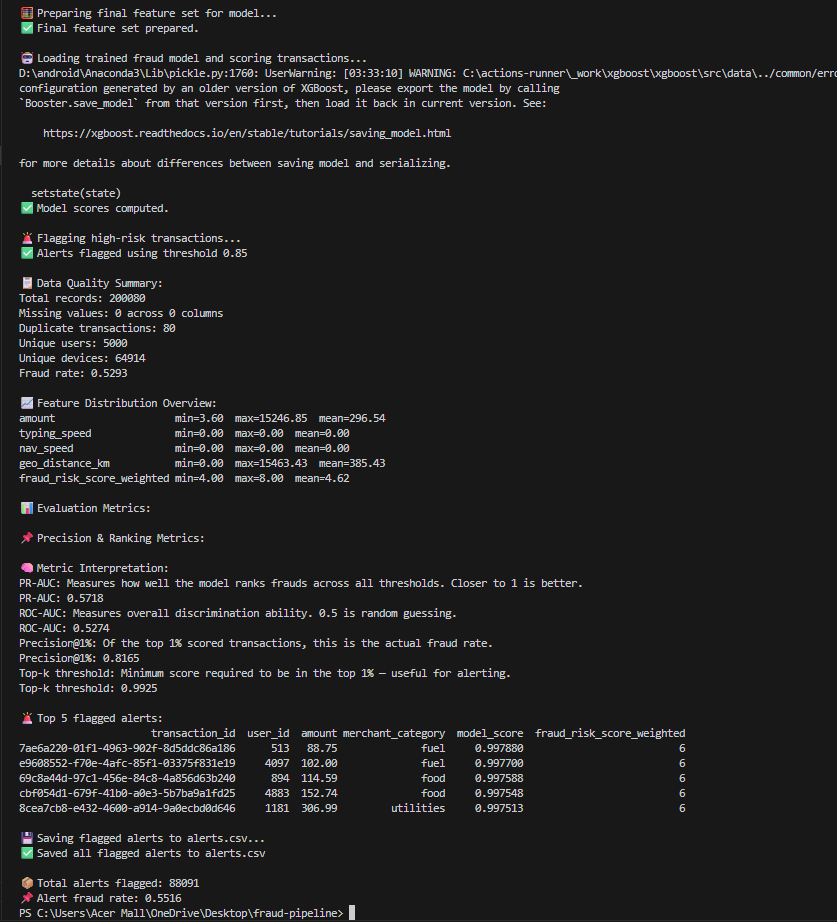 Preparing final feature set for model...
Final feature set prepared.
Loading trained fraud model and scoring transactions...
D:\android\Anaconda3\Lib\pickle.py:1760: UserWarning: [03:33:10] WARNING: C:\actions-runner\_work\xgboost\xgboost\src\data\../common/erro
configuration generated by an older version of XGBoost, please export the model by calling
`Booster.save_model` from that version first, then load it back in current version. See:
https://xgboost.readthedocs.io/en/stable/tutorials/saving_model.html
for more details about differences between saving model and serializing.
setstate(state)
Model scores computed.
Flagging high-risk transactions...
Alerts flagged using threshold 0.85
Data Quality Summary:
Total records: 200080
Missing values: 0 across 0 columns
Duplicate transactions: 80
Unique users: 5000
Unique devices: 64914
Fraud rate: 0.5293
Feature Distribution Overview:
amount min=3.60 max=15246.85 mean=296.54
typing_speed min=0.00 max=0.00 mean=0.00
nav_speed min=0.00 max=0.00 mean=0.00
geo_distance_km min=0.00 max=15463.43 mean=385.43
fraud_risk_score_weighted min=4.00 max=8.00 mean=4.62
Evaluation Metrics:
Precision & Ranking Metrics:
Metric Interpretation:
PR-AUC: Measures how well the model ranks frauds across all thresholds. Closer to 1 is better.
PR-AUC: 0.5718
ROC-AUC: Measures overall discrimination ability. 0.5 is random guessing.
ROC-AUC: 0.5274
Precision@1%: Of the top 1% scored transactions, this is the actual fraud rate.
Precision@1%: 0.8165
Top-k threshold: Minimum score required to be in the top 1% — useful for alerting.
Top-k threshold: 0.9925
Top 5 flagged alerts:
transaction_id user_id amount merchant_category model_score fraud_risk_score_weighted
7ae6a220-01f1-4963-902f-8d5ddc86a186 513 88.75 fuel 0.997880 6
e9608552-f70e-4afc-85f1-03375f831e19 4097 102.00 fuel 0.997700 6
69c8a44d-97c1-456e-84c8-4a856d63b240 894 114.59 food 0.997588 6
cbf054d1-679f-41b0-a0e3-5b7ba9a1fd25 4883 152.74 food 0.997548 6
8cea7cb8-e432-4600-a914-9a0ecbd0d646 1181 306.99 utilities 0.997513 6
Saving flagged alerts to alerts.csv...
Saved all flagged alerts to alerts.csv
Total alerts flagged: 88091
Alert fraud rate: 0.5516
PS C:\Users\Acer Mall\OneDrive\Desktop\fraud-pipeline>